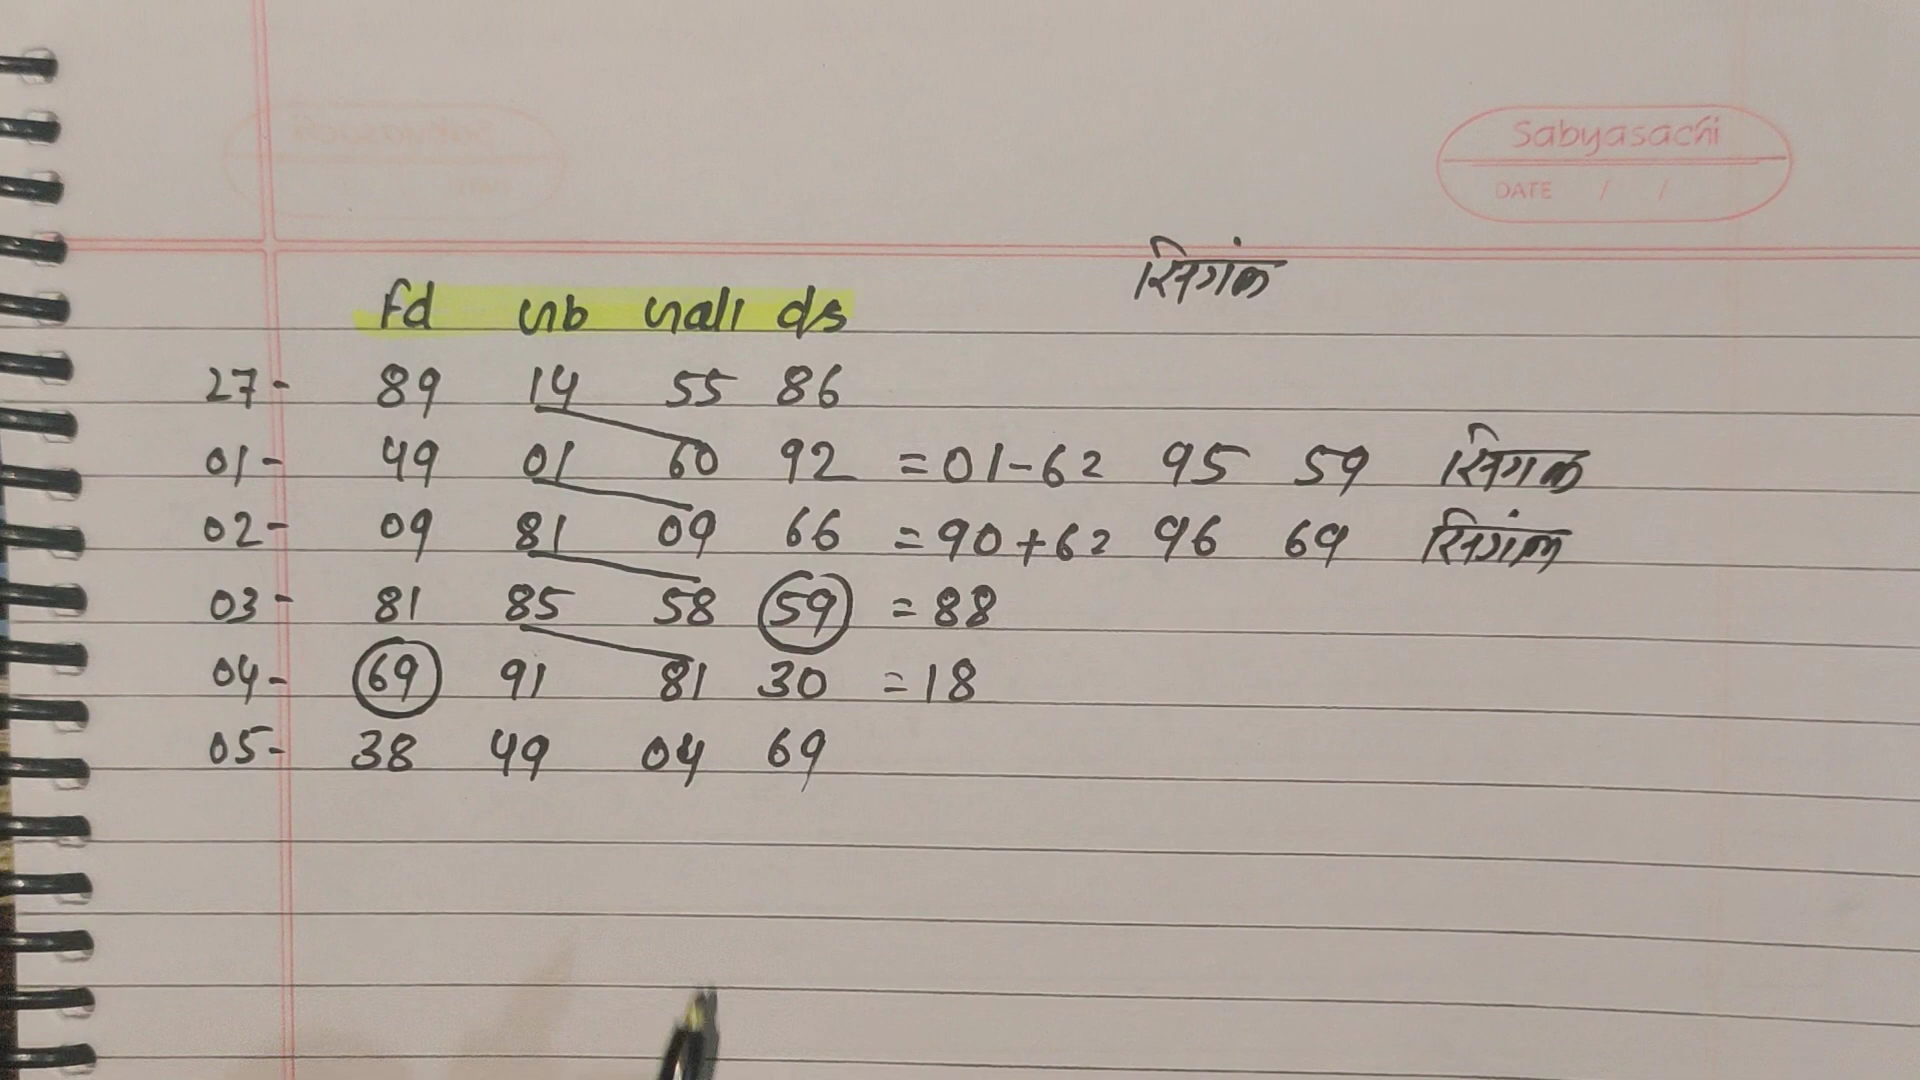 Sabyasachi
DATE / /
सिगंल
Fd gb gali ds
27- 89 14 55 86
01- 49 01 60 92 = 01-62 95 59 सिगल
02- 09 81 09 66 = 90+62 96 69 सिगंल
03- 81 85 58 59 = 88
04- 69 91 81 30 = 18
05- 38 49 04 69